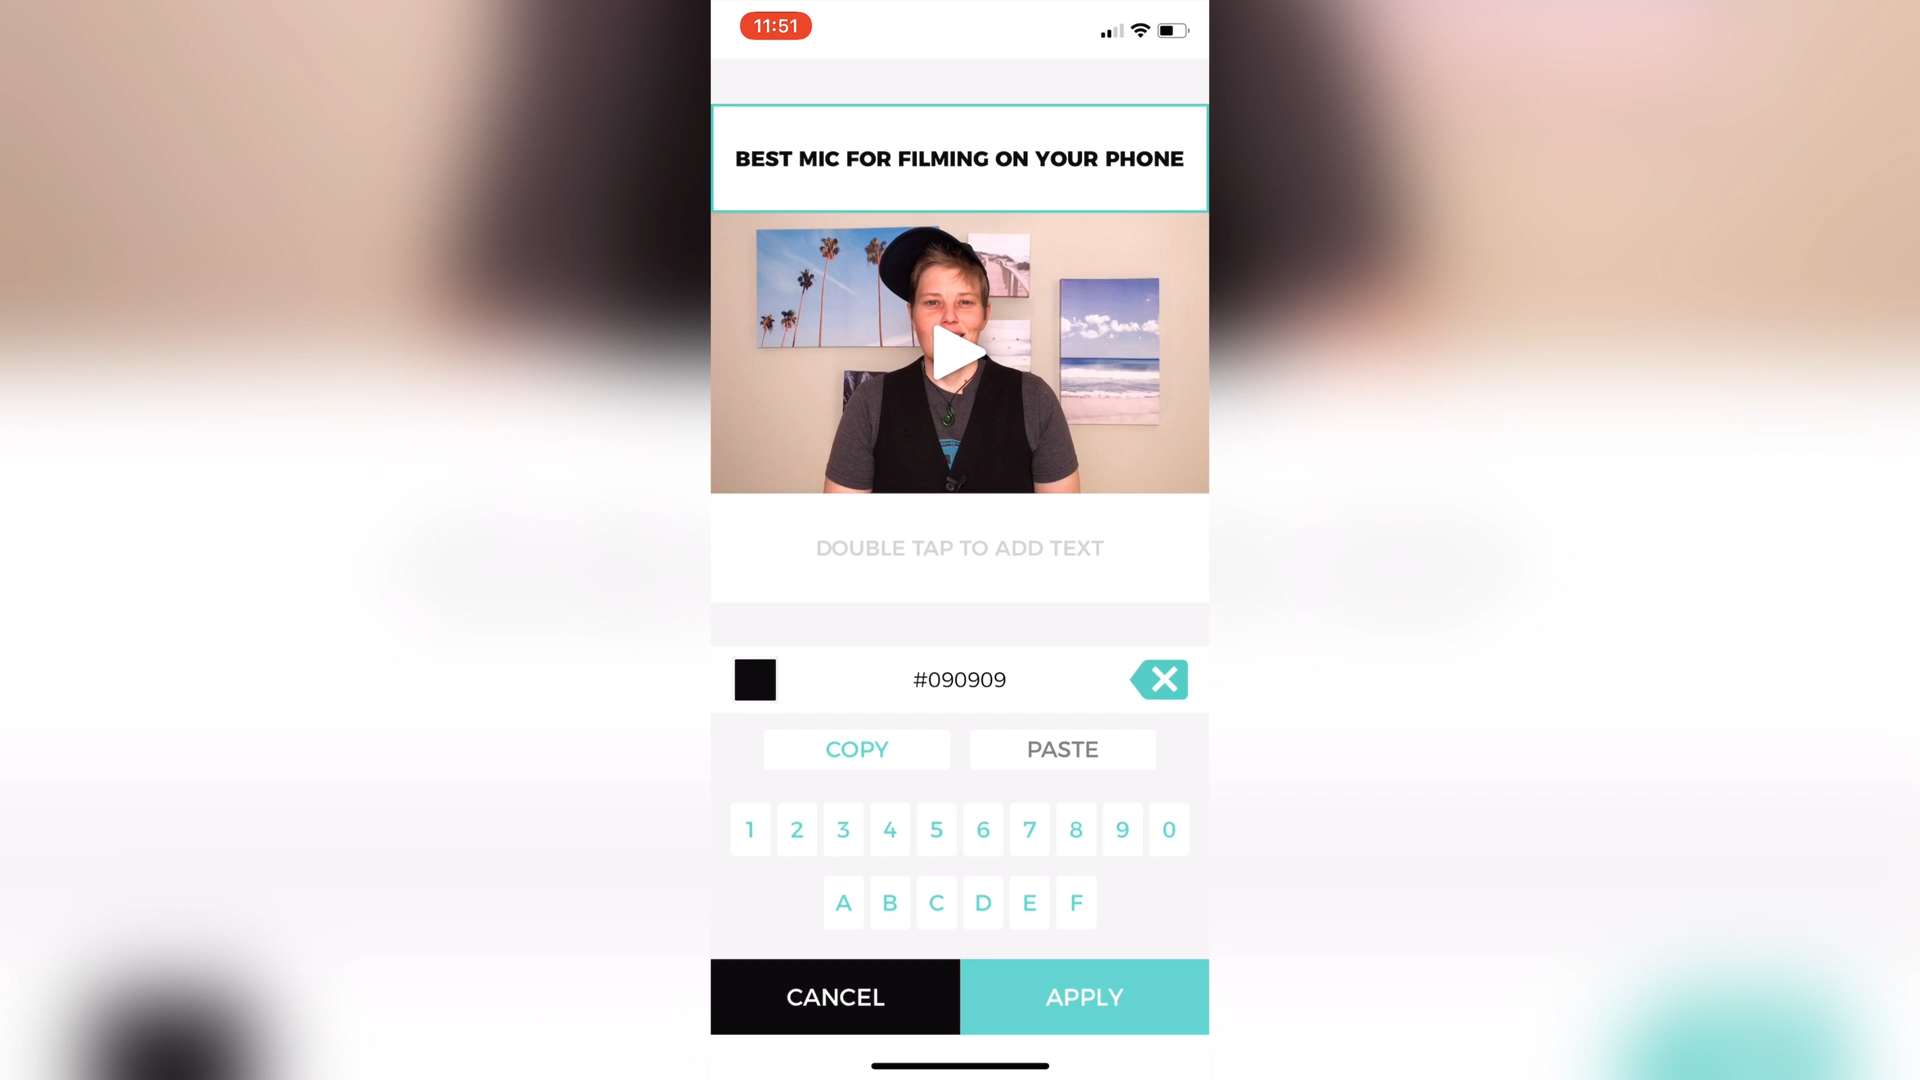 11:51
BEST MIC FOR FILMING ON YOUR PHONE
DOUBLE TAP TO ADD TEXT
#090909
COPY PASTE
1 2 3 4 5 6 7 8 9 0
A B C D E F
CANCEL APPLY